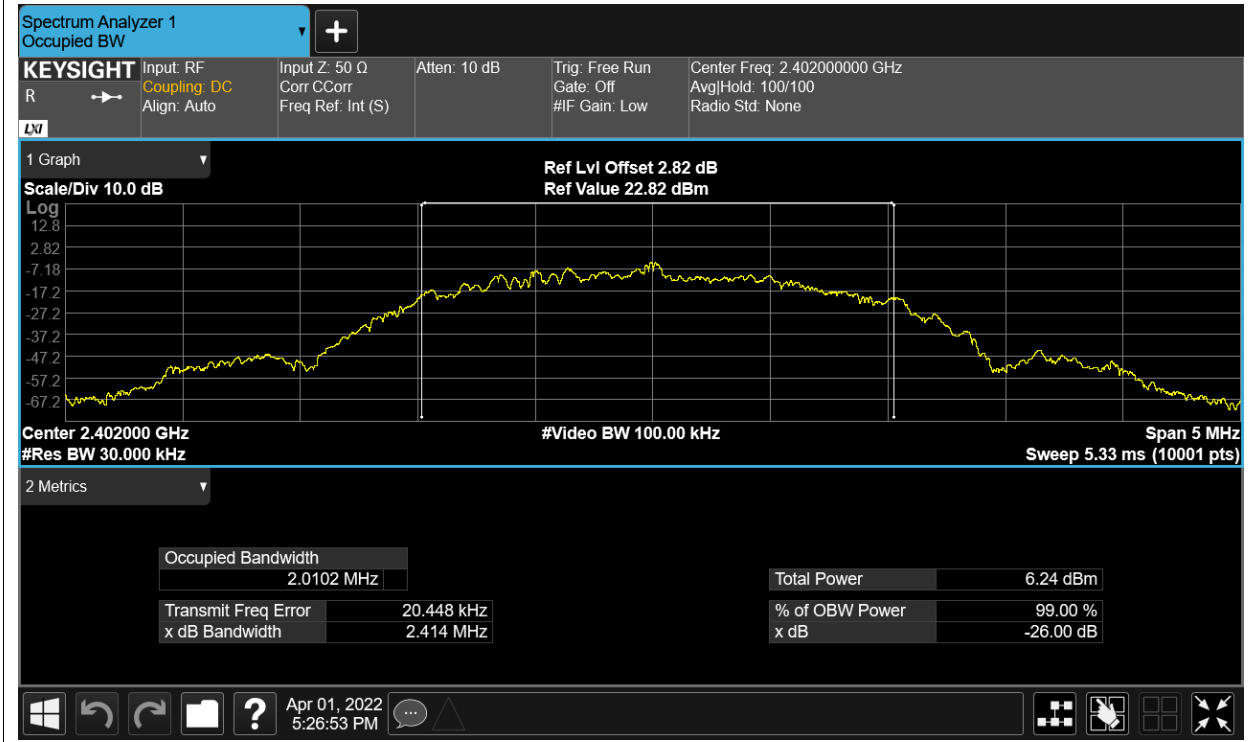 Spectrum Analyzer 1
Occupied BW
KEYSIGHT
R
LXI
Input: RF
Coupling: DC
Align: Auto
Input Z: 50 Ω
Corr CCorr
Freq Ref: Int (S)
Atten: 10 dB
Trig: Free Run
Gate: Off
#IF Gain: Low
Center Freq: 2.402000000 GHz
Avg|Hold: 100/100
Radio Std: None
1 Graph
Scale/Div 10.0 dB
Ref Lvl Offset 2.82 dB
Ref Value 22.82 dBm
Log
12.8
2.82
-7.18
-17.2
-27.2
-37.2
-47.2
-57.2
-67.2
Center 2.402000 GHz
#Res BW 30.000 kHz
#Video BW 100.00 kHz
Span 5 MHz
Sweep 5.33 ms (10001 pts)
2 Metrics
Occupied Bandwidth
2.0102 MHz
Transmit Freq Error 20.448 kHz
x dB Bandwidth 2.414 MHz
Total Power 6.24 dBm
% of OBW Power 99.00 %
x dB -26.00 dB
?
Apr 01, 2022
5:26:53 PM